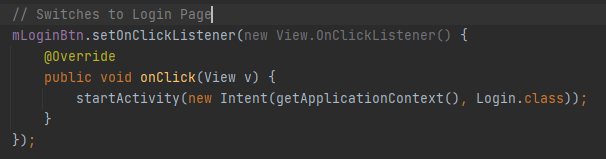 // Switches to Login Page
mLoginBtn.setOnClickListener(new View.OnClickListener() {
    @Override
    public void onClick(View v) {
        startActivity(new Intent(getApplicationContext(), Login.class));
    }
});